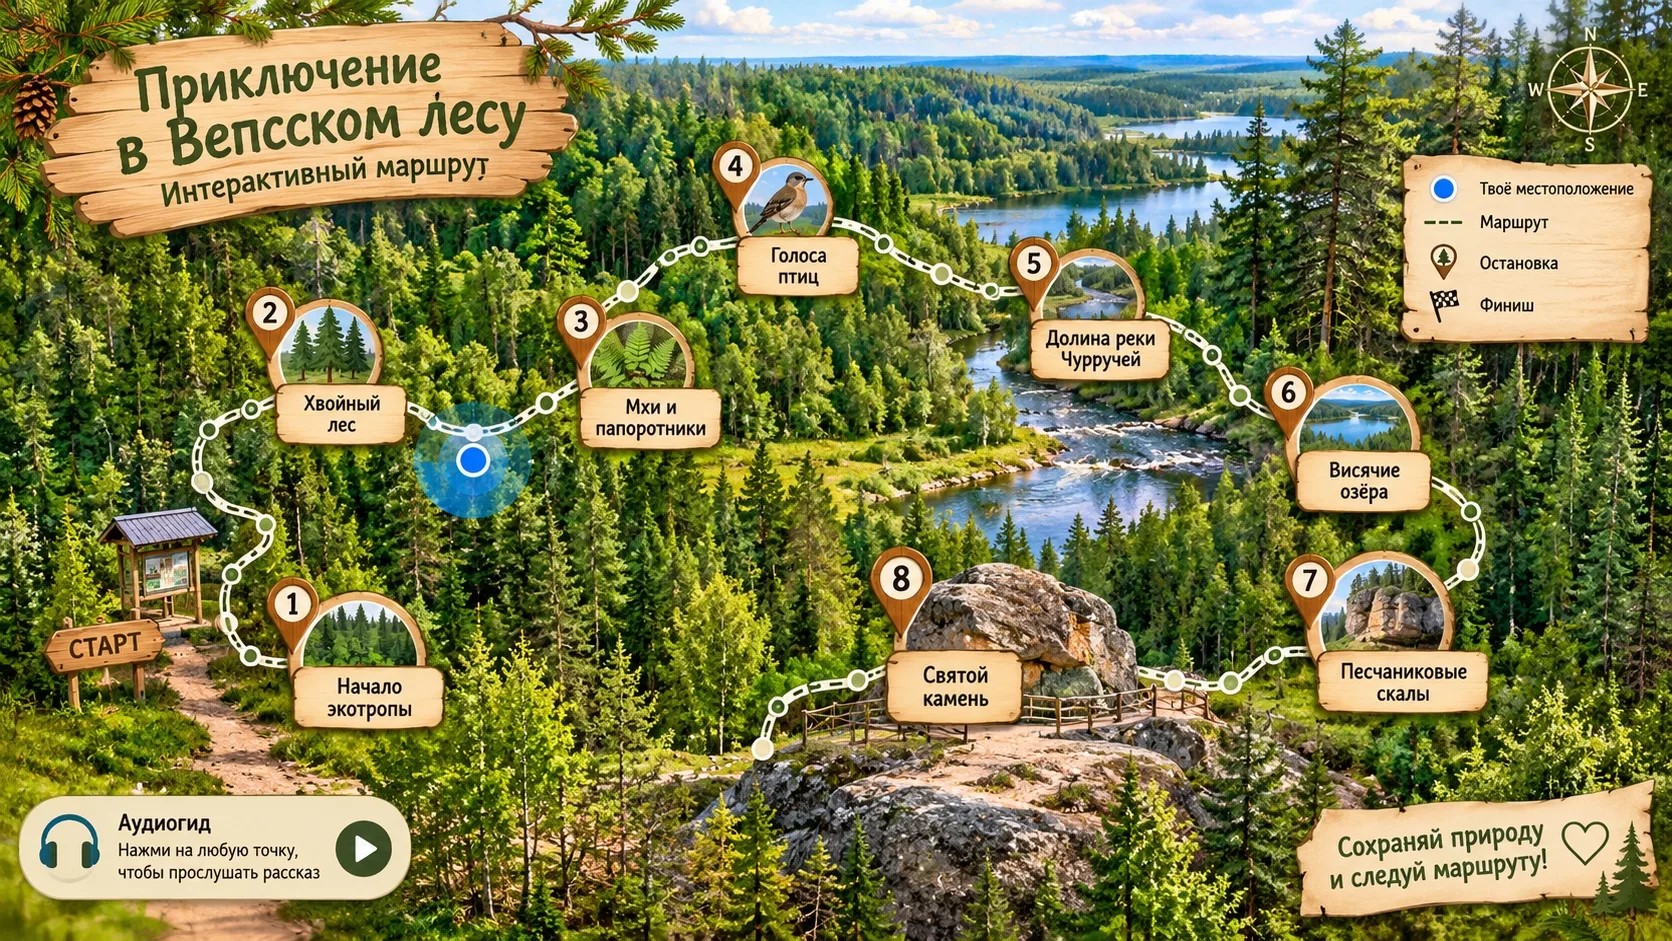 Приключение
в Вепсском лесу
Интерактивный маршрут
N
W
E
S
Твоё местоположение
Маршрут
Остановка
Финиш
4
Голоса
птиц
5
Долина реки
Чурручей
2
Хвойный
лес
3
Мхи и
папоротники
6
Висячие
озёра
СТАРТ
1
Начало
экотропы
8
Святой
камень
7
Песчаниковые
скалы
Аудиогид
Нажми на любую точку,
чтобы прослушать рассказ
Сохраняй природу
и следуй маршруту!